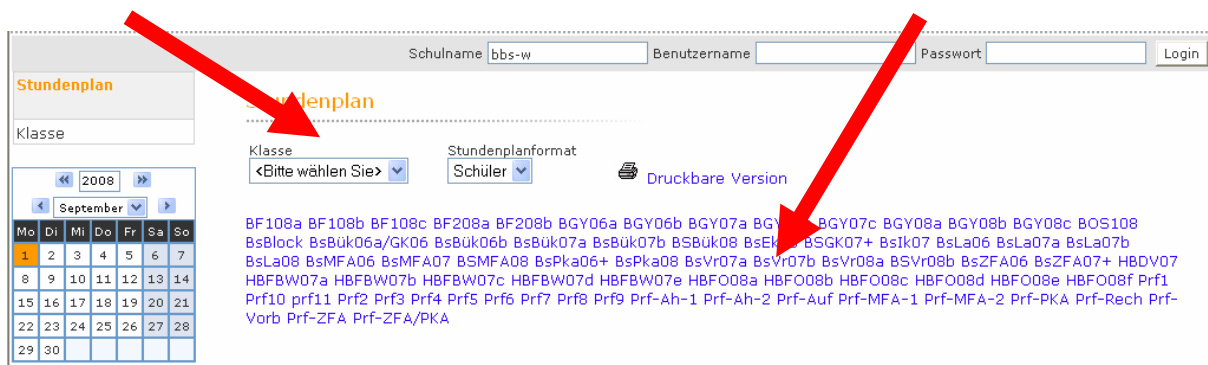 Schulname bbs-w Benutzername Passwort Login
Stundenplan
Klasse
Klasse Stundenplanformat
<Bitte wählen Sie> Schüler Druckbare Version
2008
September
Mo Di Mi Do Fr Sa So
1 2 3 4 5 6 7
8 9 10 11 12 13 14
15 16 17 18 19 20 21
22 23 24 25 26 27 28
29 30
BF108a BF108b BF108c BF208a BF208b BGY06a BGY06b BGY07a BGY07c BGY08a BGY08b BGY08c BOS108
BsBlock BsBük06a/GK06 BsBük06b BsBük07a BsBük07b BSBük08 BSGK07+ BsIk07 BsLa06 BsLa07a BsLa07b
BsLa08 BsMFA06 BsMFA07 BSMFA08 BsPka06+ BsPka08 BsVr07a BsVr07b BsVr08a BSVr08b BsZFA06 BsZFA07+ HBDV07
HBFBW07a HBFBW07b HBFBW07c HBFBW07d HBFBW07e HBFO08a HBFO08b HBFO08c HBFO08d HBFO08e HBFO08f Prf1
Prf10 prf11 Prf2 Prf3 Prf4 Prf5 Prf6 Prf7 Prf8 Prf9 Prf-Ah-1 Prf-Ah-2 Prf-Auf Prf-MFA-1 Prf-MFA-2 Prf-PKA Prf-Rech Prf-
Vorb Prf-ZFA Prf-ZFA/PKA